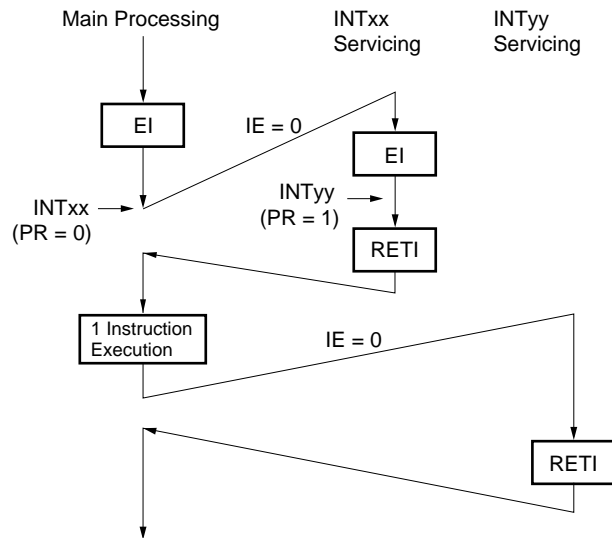 Main Processing
INTxx
Servicing
INTyy
Servicing
EI
IE = 0
EI
INTxx
(PR = 0)
INTyy
(PR = 1)
RETI
1 Instruction
Execution
IE = 0
RETI